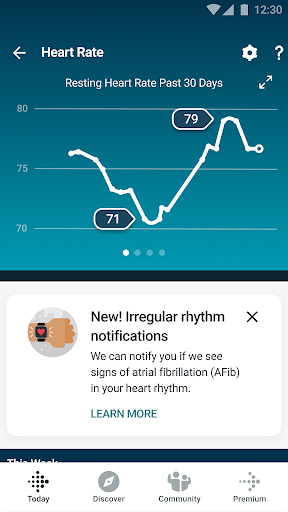 12:30
Heart Rate
?
Resting Heart Rate Past 30 Days
80
79
75
71
70
New! Irregular rhythm
notifications
We can notify you if we see
signs of atrial fibrillation (AFib)
in your heart rhythm.
LEARN MORE
This Week
Today
Discover
Community
Premium